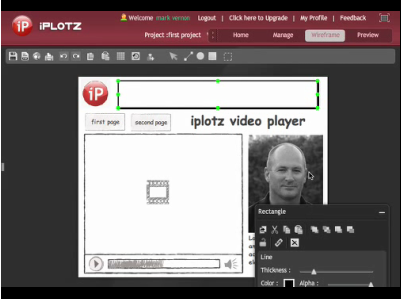 iP iPLOTZ
Welcome mark vernon Logout | Click here to Upgrade | My Profile | Feedback
Project :first project Home Manage Wireframe Preview
iP
first page second page iplotz video player
Rectangle
Line
Thickness :
Color : Alpha :